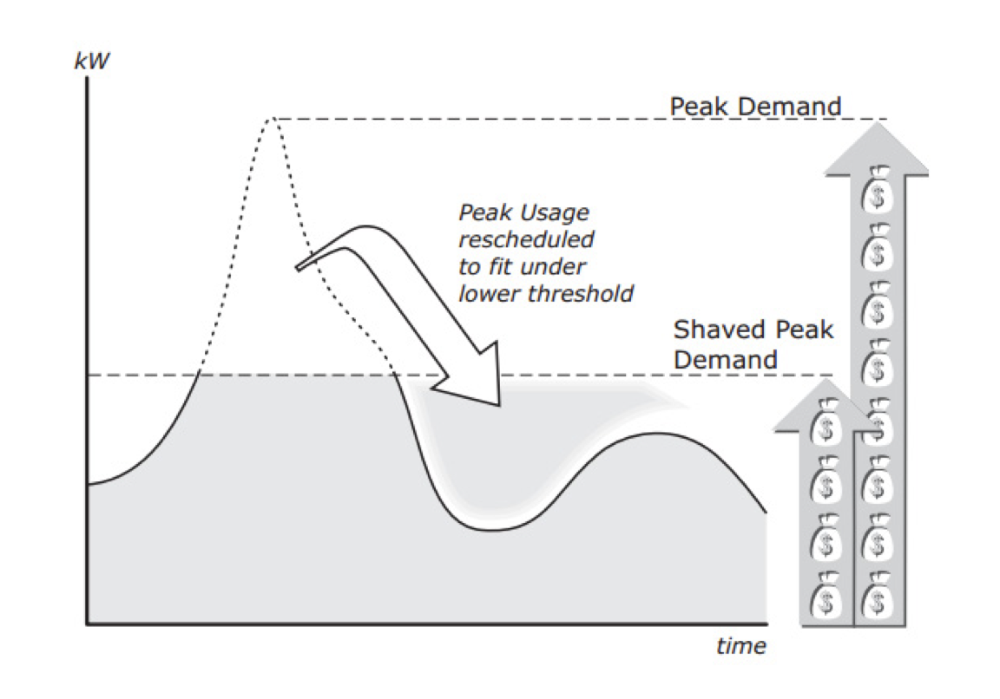 kW
Peak Demand
Peak Usage
rescheduled
to fit under
lower threshold
Shaved Peak
Demand
$
$
$
$
$
$
$
$
$
$
$
$
time